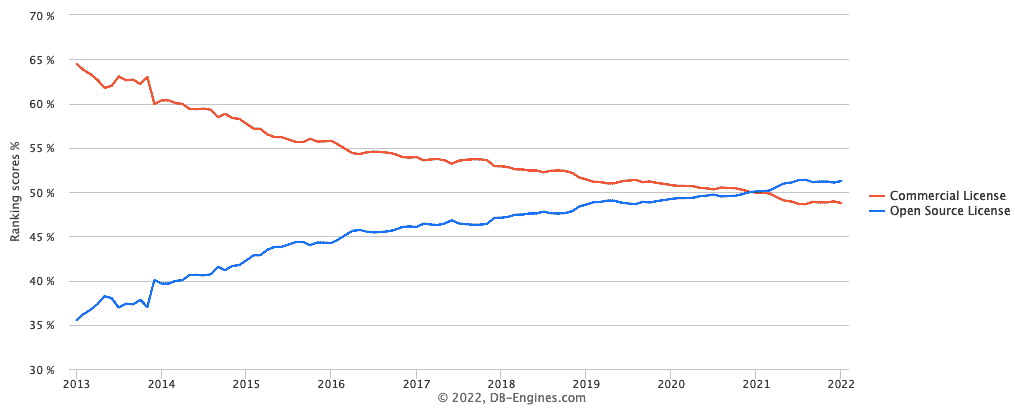 70 %
65 %
60 %
55 %
50 %
45 %
40 %
35 %
30 %
Ranking scores %
2013 2014 2015 2016 2017 2018 2019 2020 2021 2022
Commercial License
Open Source License
© 2022, DB-Engines.com